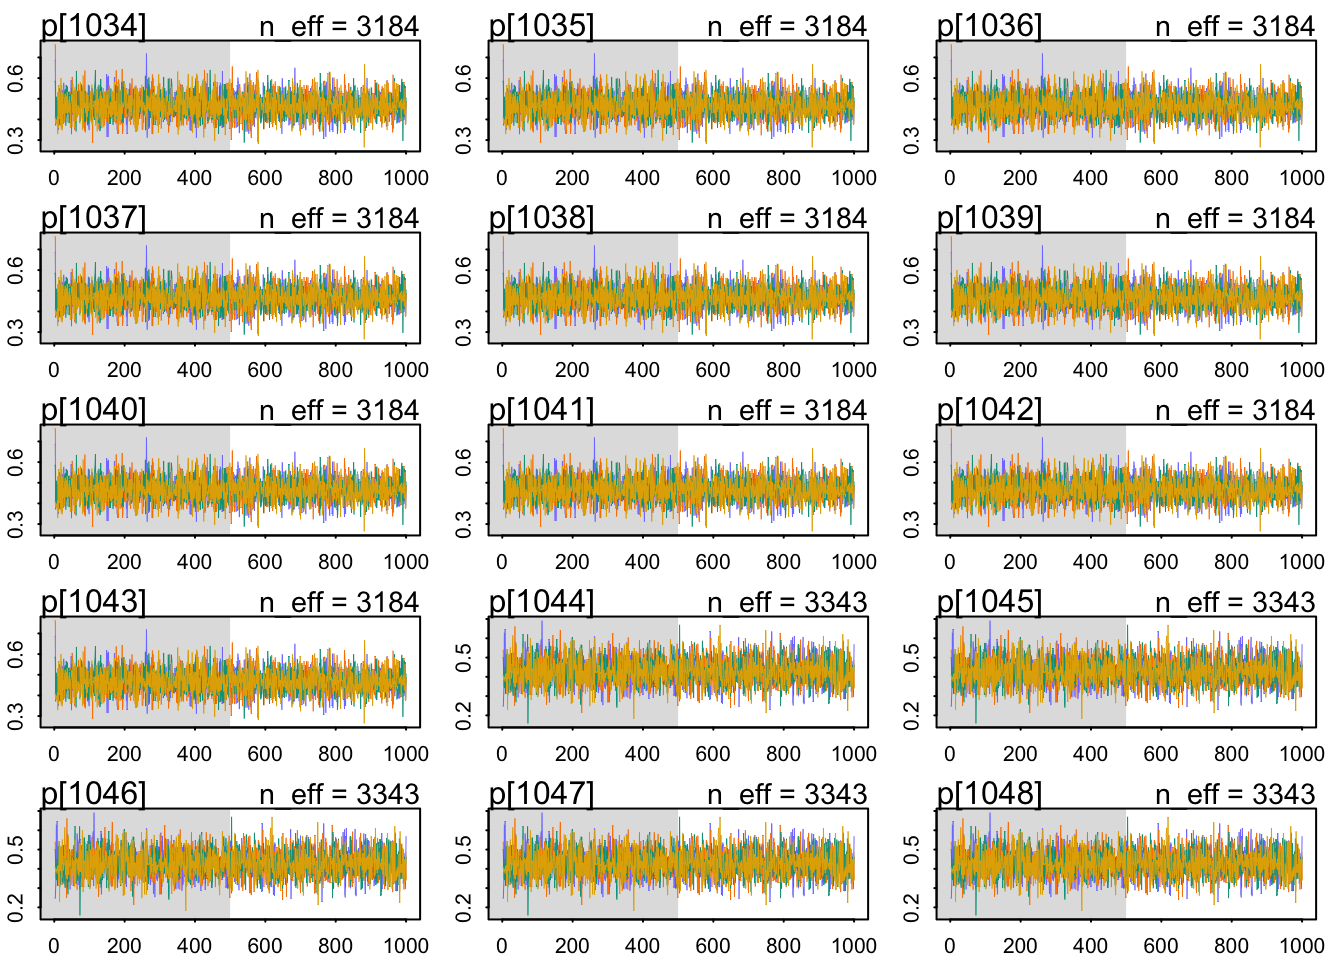 p[1034] n_eff = 3184 p[1035] n_eff = 3184 p[1036] n_eff = 3184
0.6 0.6 0.6
0.3 0.3 0.3
0 200 400 600 800 1000 0 200 400 600 800 1000 0 200 400 600 800 1000
p[1037] n_eff = 3184 p[1038] n_eff = 3184 p[1039] n_eff = 3184
0.6 0.6 0.6
0.3 0.3 0.3
0 200 400 600 800 1000 0 200 400 600 800 1000 0 200 400 600 800 1000
p[1040] n_eff = 3184 p[1041] n_eff = 3184 p[1042] n_eff = 3184
0.6 0.6 0.6
0.3 0.3 0.3
0 200 400 600 800 1000 0 200 400 600 800 1000 0 200 400 600 800 1000
p[1043] n_eff = 3184 p[1044] n_eff = 3343 p[1045] n_eff = 3343
0.6 0.5 0.5
0.3 0.2 0.2
0 200 400 600 800 1000 0 200 400 600 800 1000 0 200 400 600 800 1000
p[1046] n_eff = 3343 p[1047] n_eff = 3343 p[1048] n_eff = 3343
0.5 0.5 0.5
0.2 0.2 0.2
0 200 400 600 800 1000 0 200 400 600 800 1000 0 200 400 600 800 1000